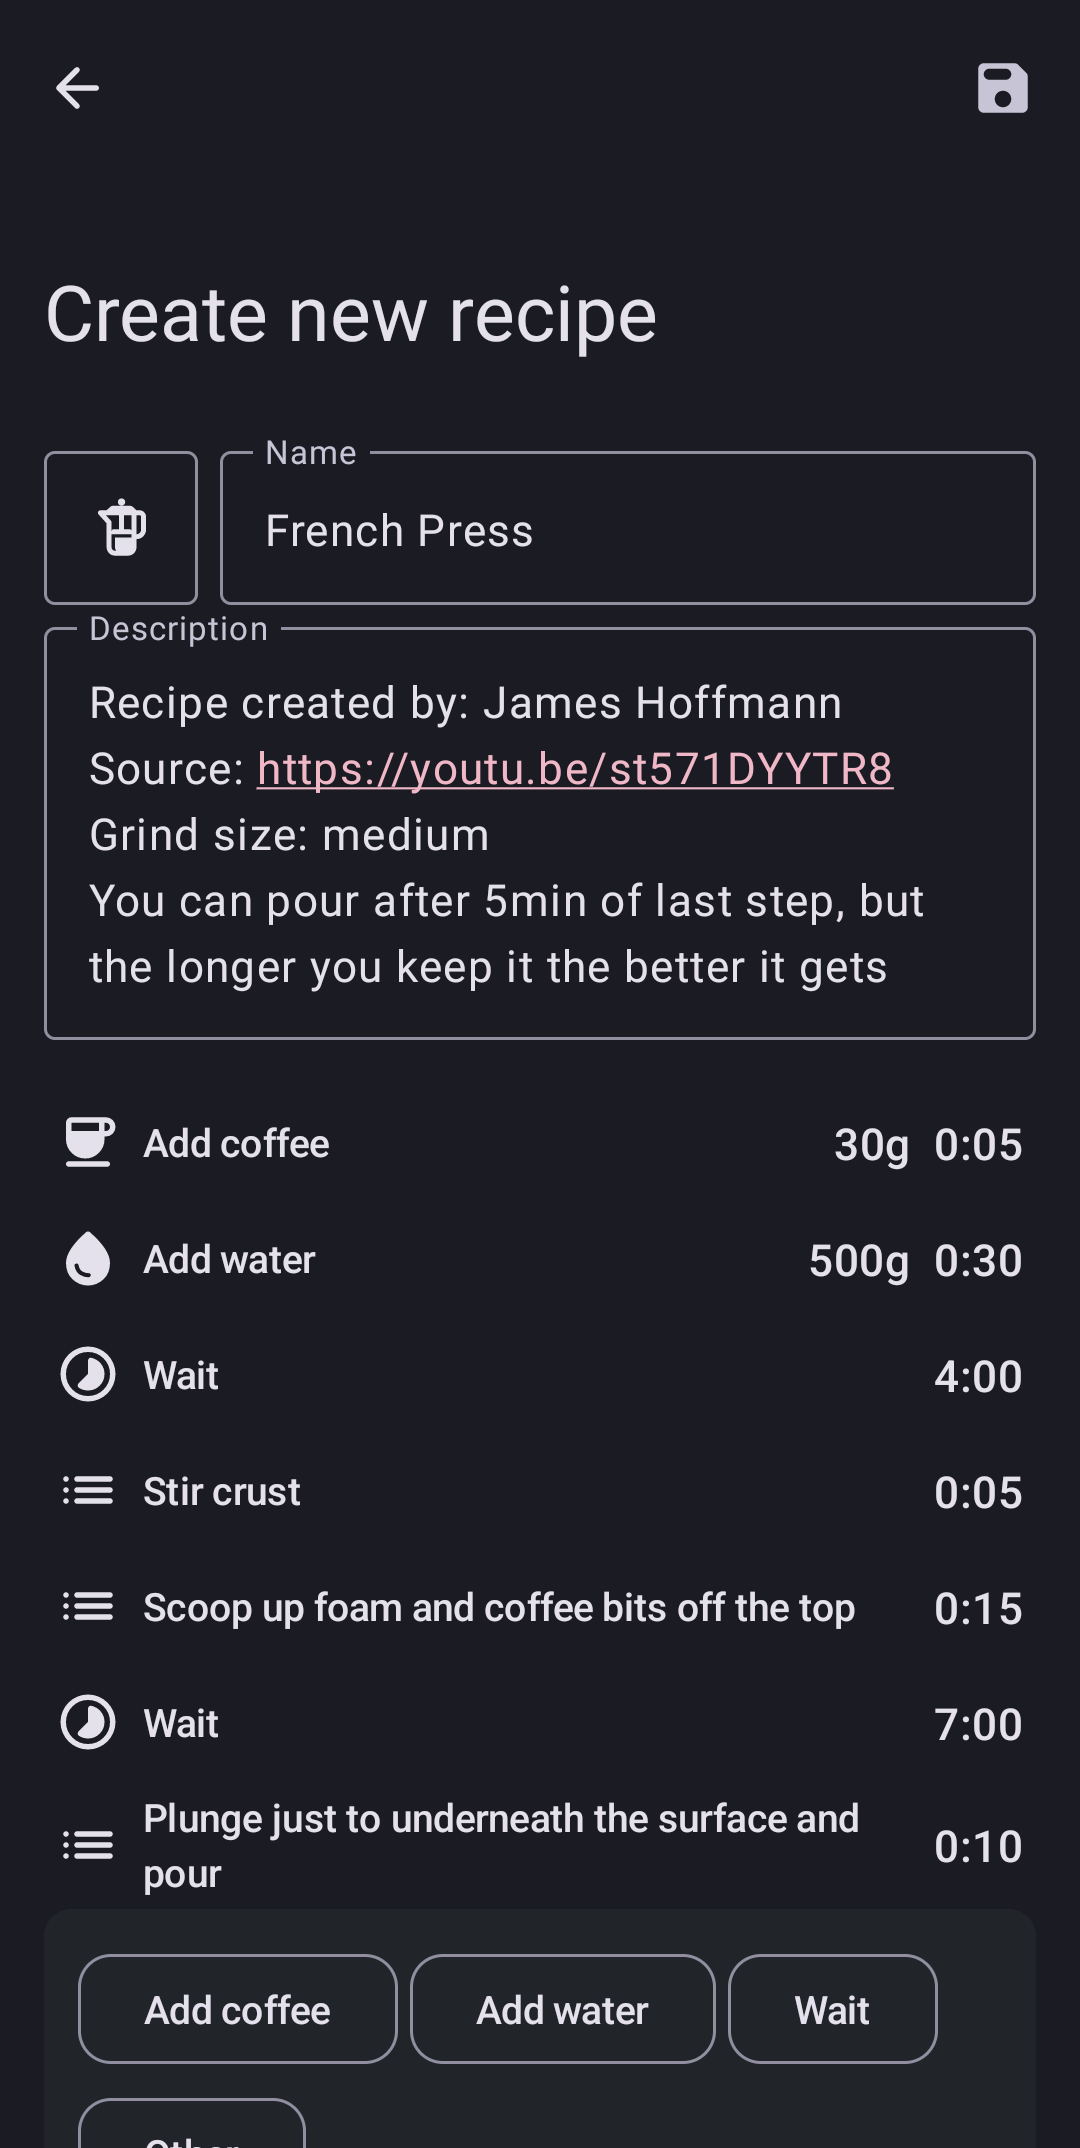 Create new recipe
Name
French Press
Description
Recipe created by: James Hoffmann
Source: https://youtu.be/st571DYYTR8
Grind size: medium
You can pour after 5min of last step, but
the longer you keep it the better it gets
Add coffee 30g 0:05
Add water 500g 0:30
Wait 4:00
Stir crust 0:05
Scoop up foam and coffee bits off the top 0:15
Wait 7:00
Plunge just to underneath the surface and
pour 0:10
Add coffee Add water Wait
Other